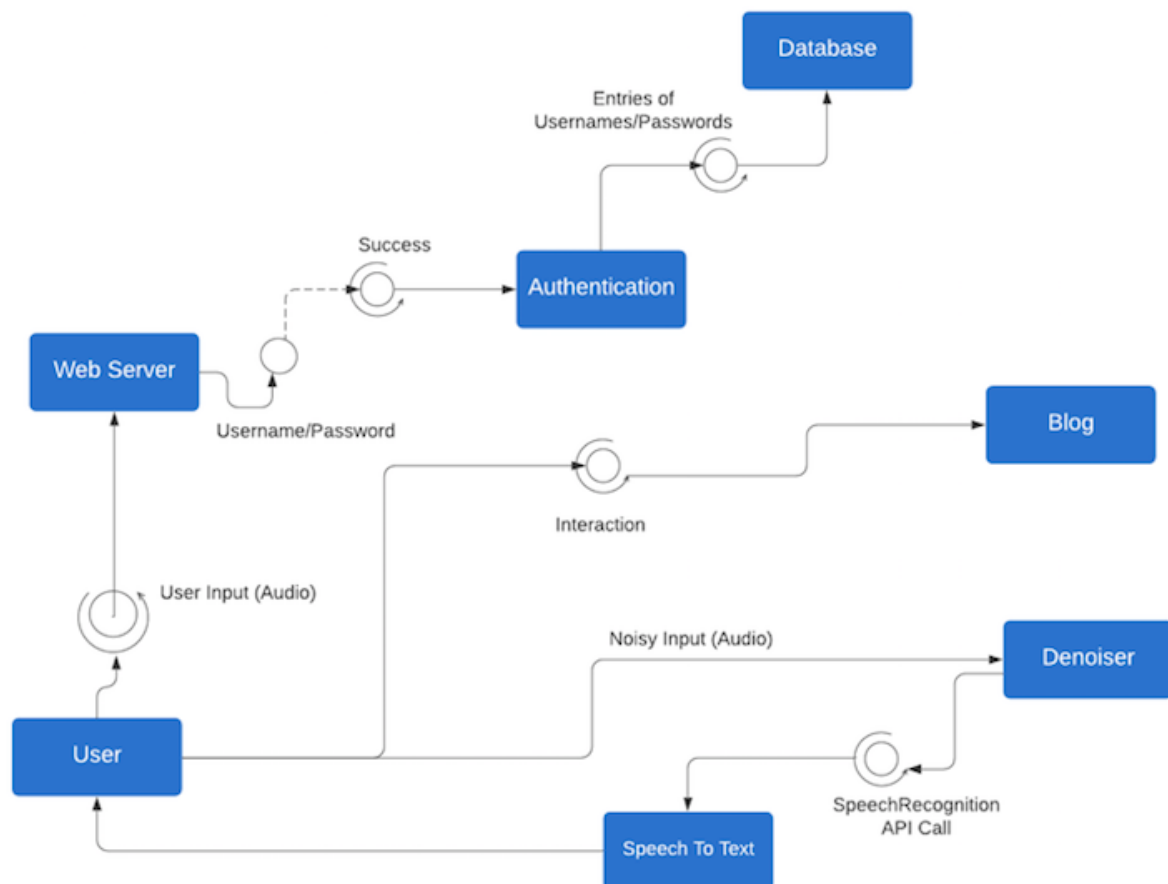 Database
Entries of
Usernames/Passwords
Success
Authentication
Web Server
Username/Password
Blog
Interaction
User Input (Audio)
Noisy Input (Audio)
Denoiser
User
SpeechRecognition
API Call
Speech To Text